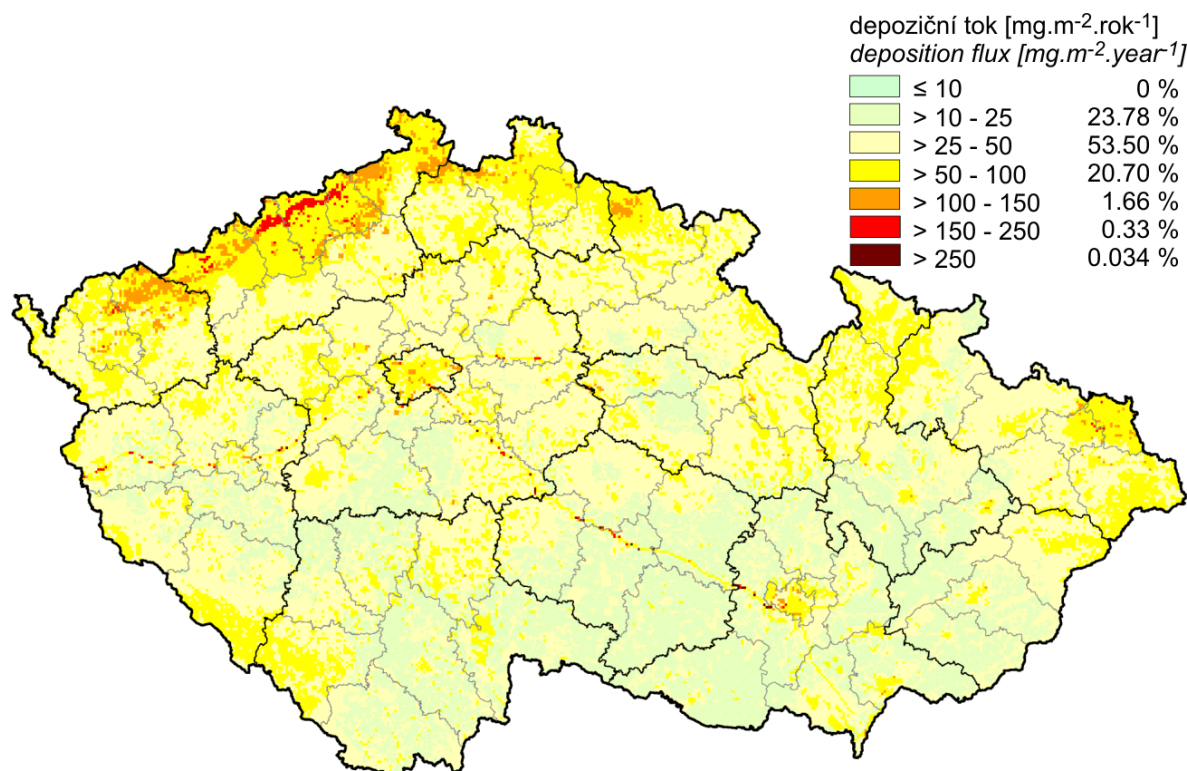 depoziční tok [mg.m-2.rok-1]
deposition flux [mg.m-2.year-1]
≤ 10 0 %
> 10 - 25 23.78 %
> 25 - 50 53.50 %
> 50 - 100 20.70 %
> 100 - 150 1.66 %
> 150 - 250 0.33 %
> 250 0.034 %